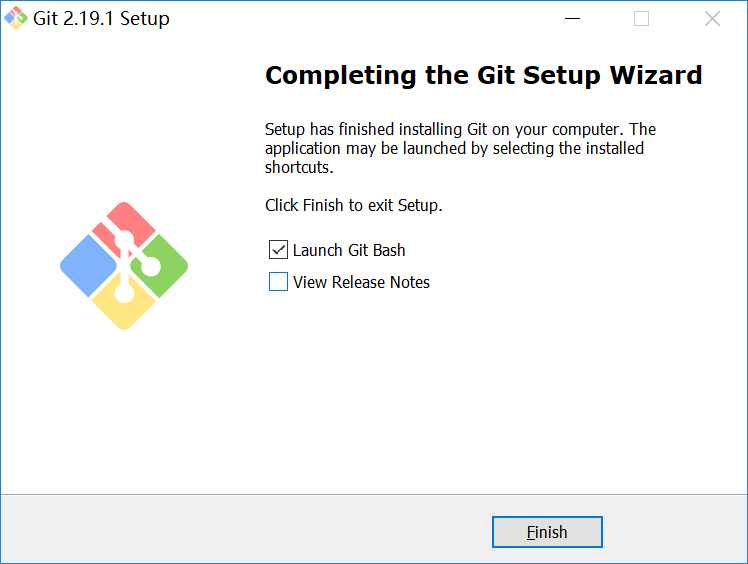 Git 2.19.1 Setup
Completing the Git Setup Wizard
Setup has finished installing Git on your computer. The
application may be launched by selecting the installed
shortcuts.
Click Finish to exit Setup.
Launch Git Bash
View Release Notes
Finish